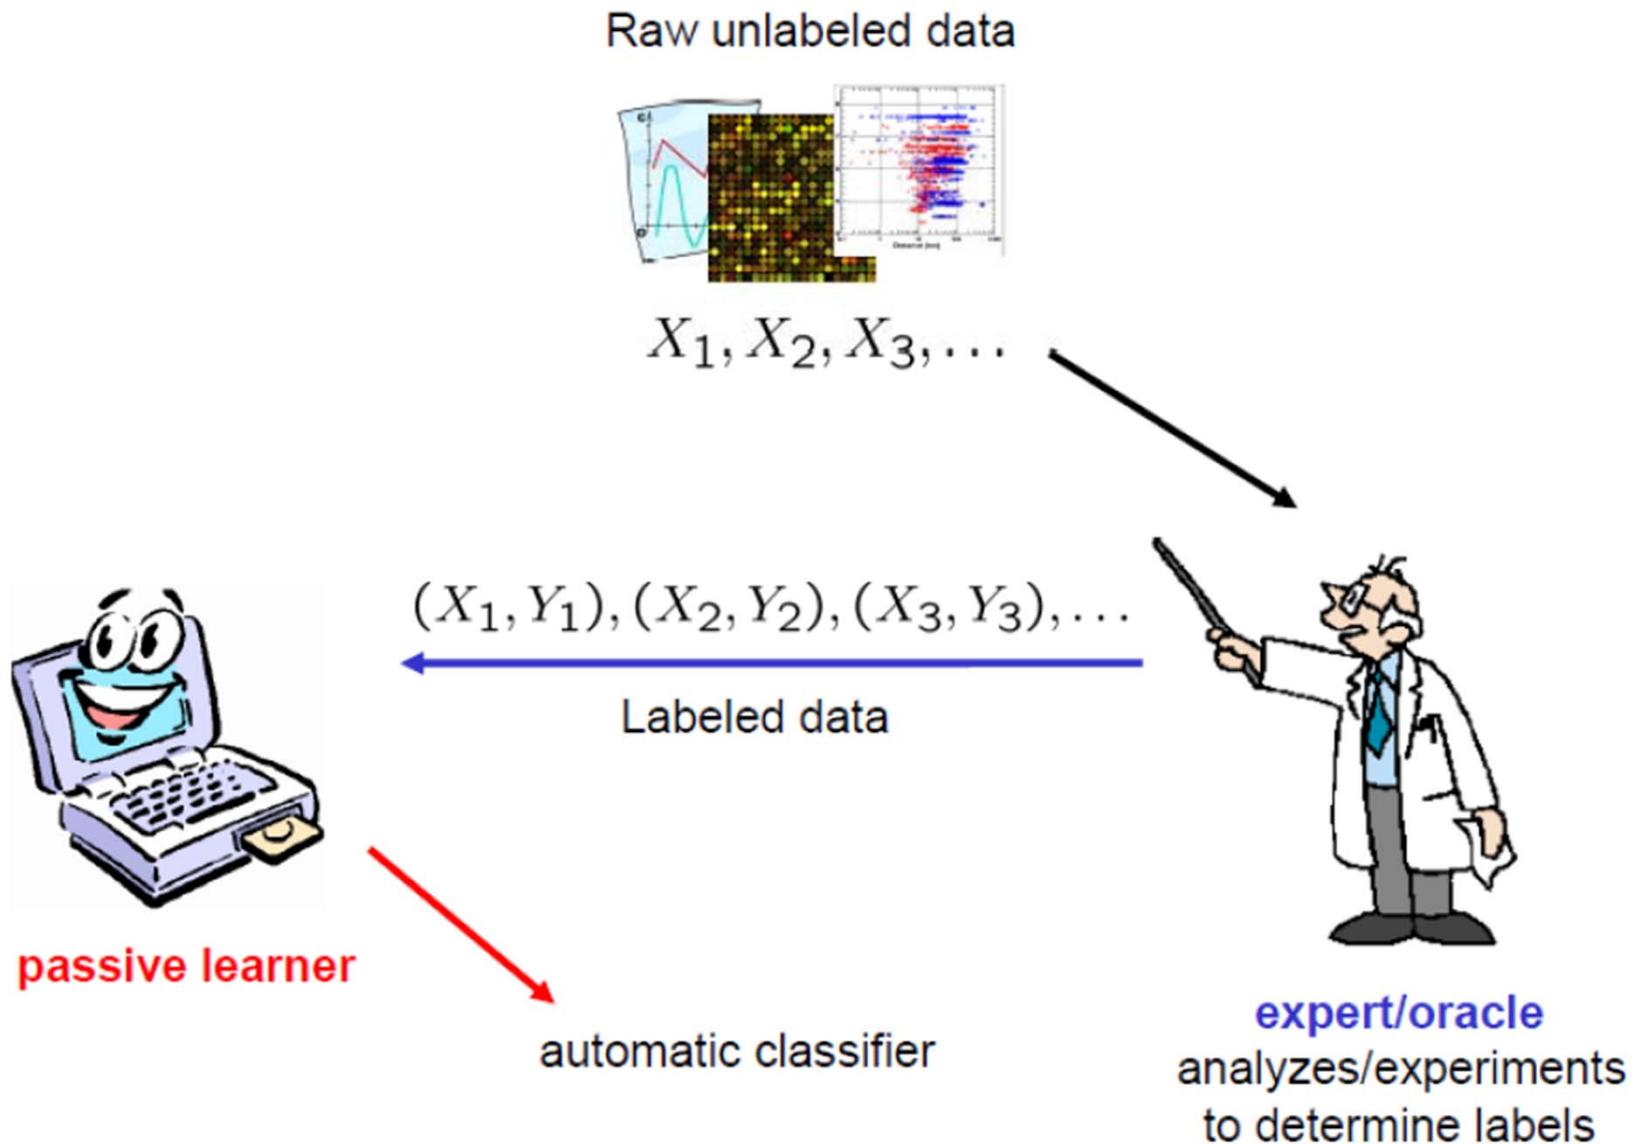 Raw unlabeled data
X₁, X₂, X₃, ...
(X₁, Y₁), (X₂, Y₂), (X₃, Y₃), ...
Labeled data
passive learner
automatic classifier
expert/oracle
analyzes/experiments
to determine labels